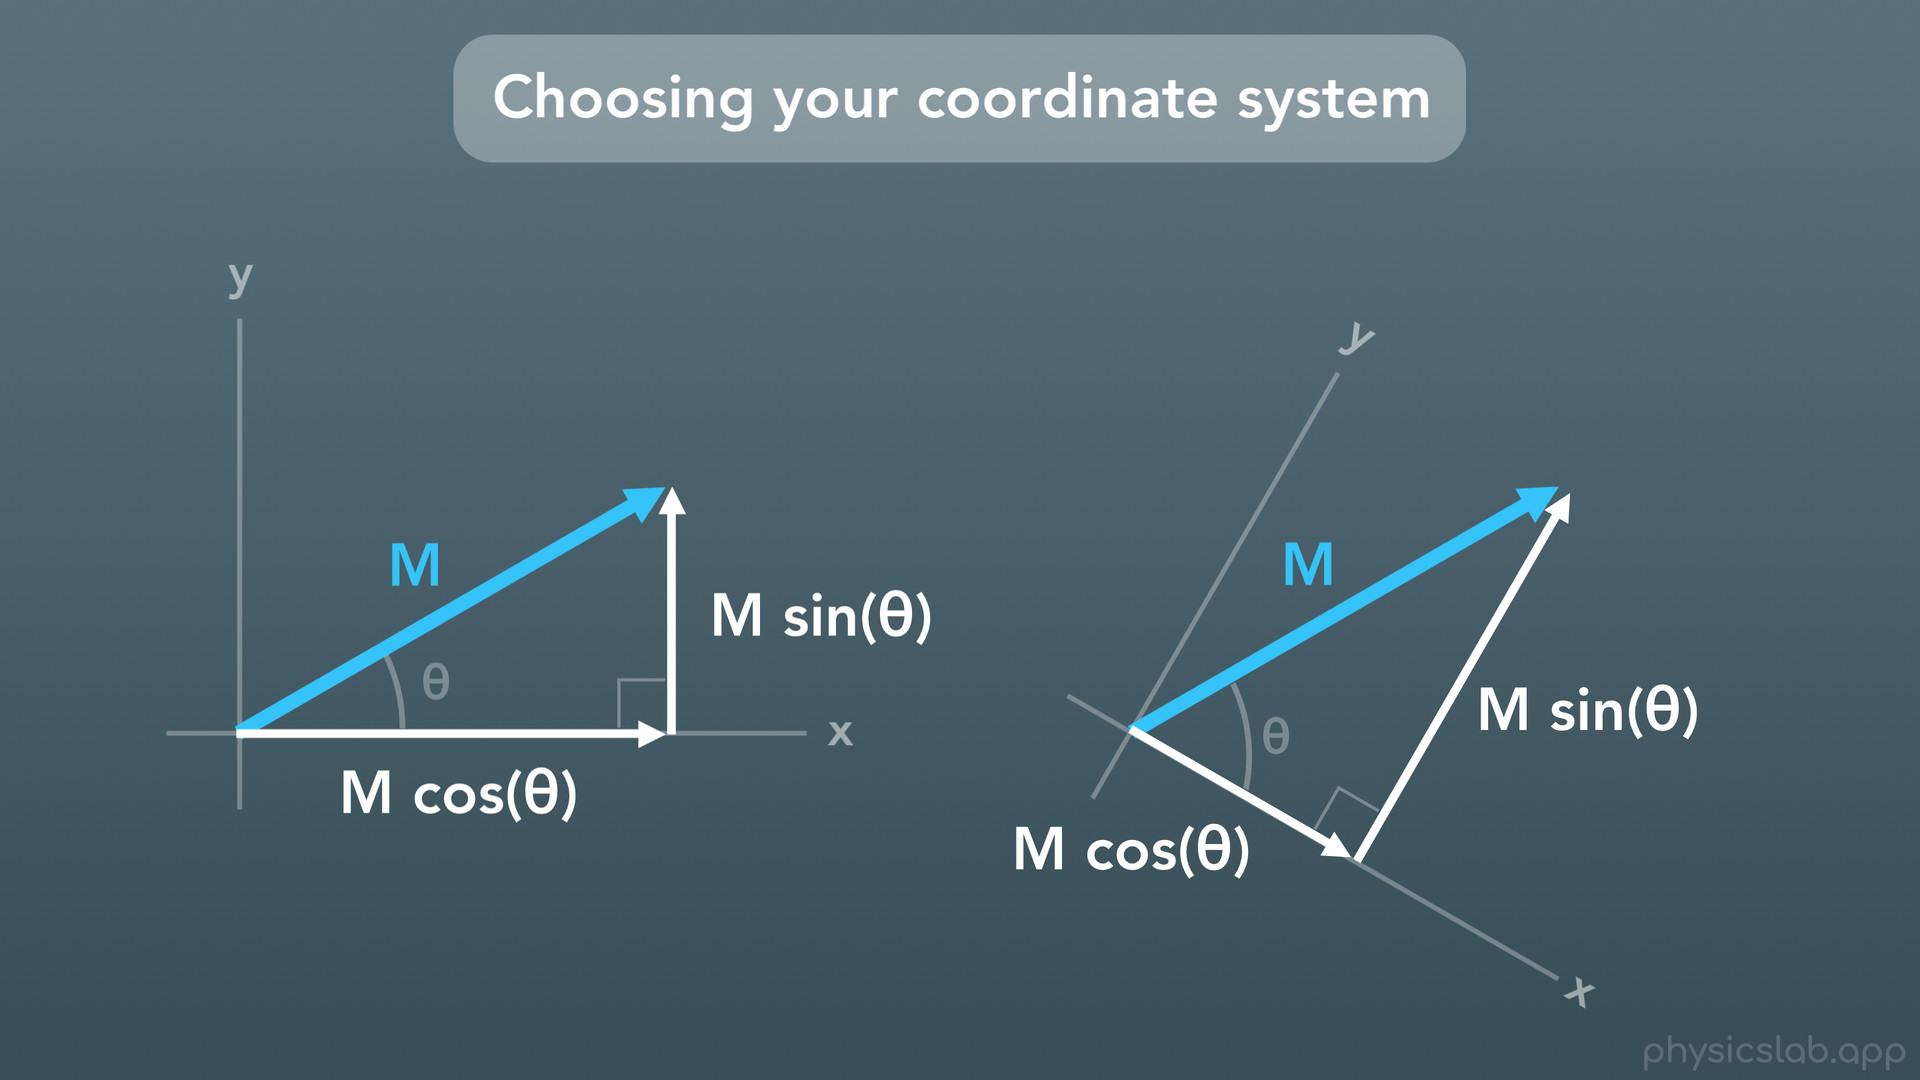 Choosing your coordinate system
y
M
θ
M sin(θ)
x
M cos(θ)
y
M
θ
M sin(θ)
M cos(θ)
x
physicslab.app